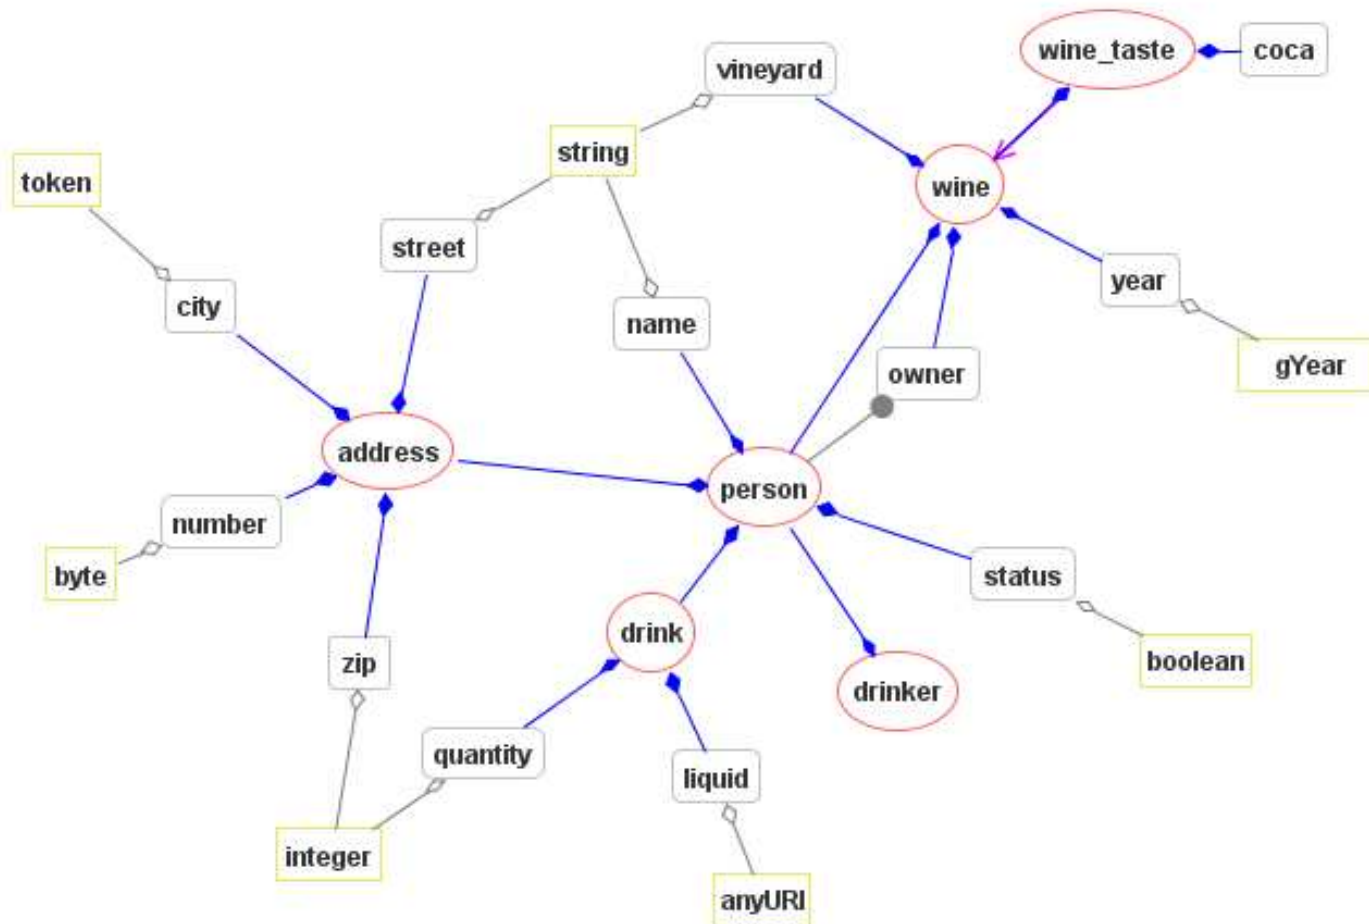 wine_taste
coca
vineyard
string
token
wine
street
year
city
name
gYear
owner
address
person
number
byte
status
drink
zip
boolean
drinker
quantity
liquid
integer
anyURI